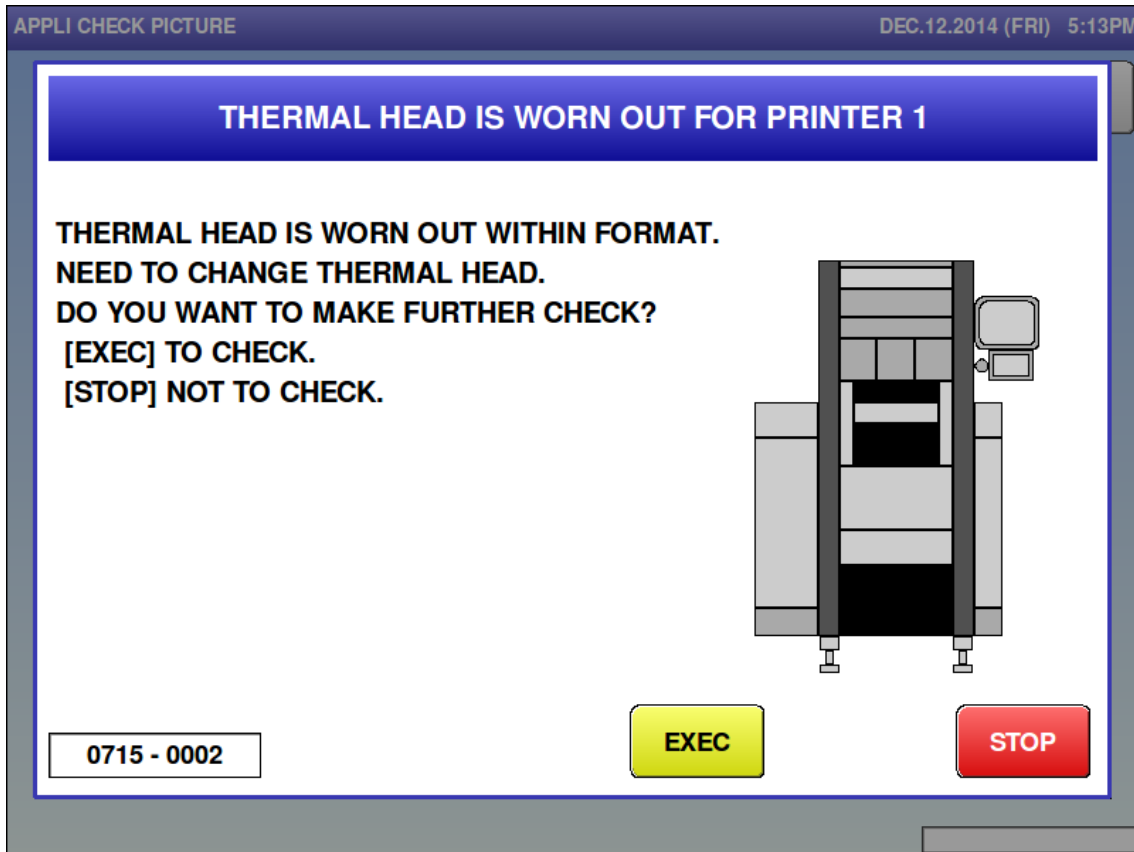 APPLI CHECK PICTURE DEC.12.2014 (FRI) 5:13PM
THERMAL HEAD IS WORN OUT FOR PRINTER 1
THERMAL HEAD IS WORN OUT WITHIN FORMAT.
NEED TO CHANGE THERMAL HEAD.
DO YOU WANT TO MAKE FURTHER CHECK?
[EXEC] TO CHECK.
[STOP] NOT TO CHECK.
0715 - 0002
EXEC
STOP